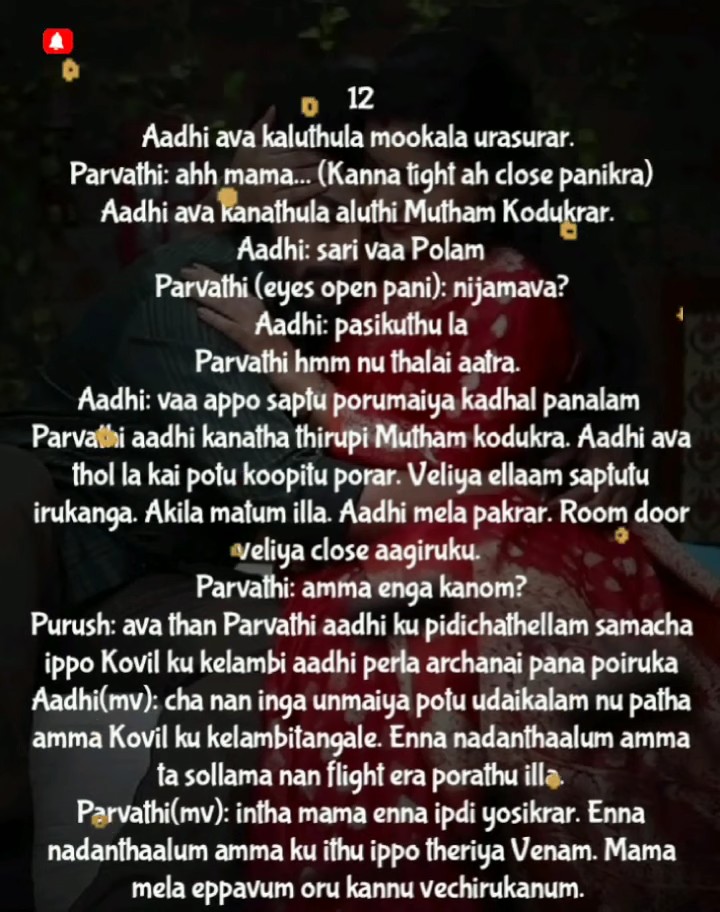 12
Aadhi ava kaluthula mookala urasurar.
Parvathi: ahh mama... (Kanna tight ah close panikra)
Aadhi ava kanathula aluthi Mutham Kodukrar.
Aadhi: sari vaa Polam
Parvathi (eyes open pani): nijamava?
Aadhi: pasikuthu la
Parvathi hmm nu thalai aatra.
Aadhi: vaa appo saptu porumaiya kadhal panalam
Parvathi aadhi kanatha thirupi Mutham kodukra. Aadhi ava
thol la kai potu koopitu porar. Veliya ellaam saptutu
irukanga. Akila matum illa. Aadhi mela pakrar. Room door
veliya close aagiruku.
Parvathi: amma enga kanom?
Purush: ava than Parvathi aadhi ku pidichathellam samacha
ippo Kovil ku kelambi aadhi perla archanai pana poiruka
Aadhi(mv): cha nan inga unmaiya potu udaikalam nu patha
amma Kovil ku kelambitangale. Enna nadanthaalum amma
ta sollama nan flight era porathu illa.
Parvathi(mv): intha mama enna ipdi yosikrar. Enna
nadanthaalum amma ku ithu ippo theriya Venam. Mama
mela eppavum oru kannu vechirukanum.